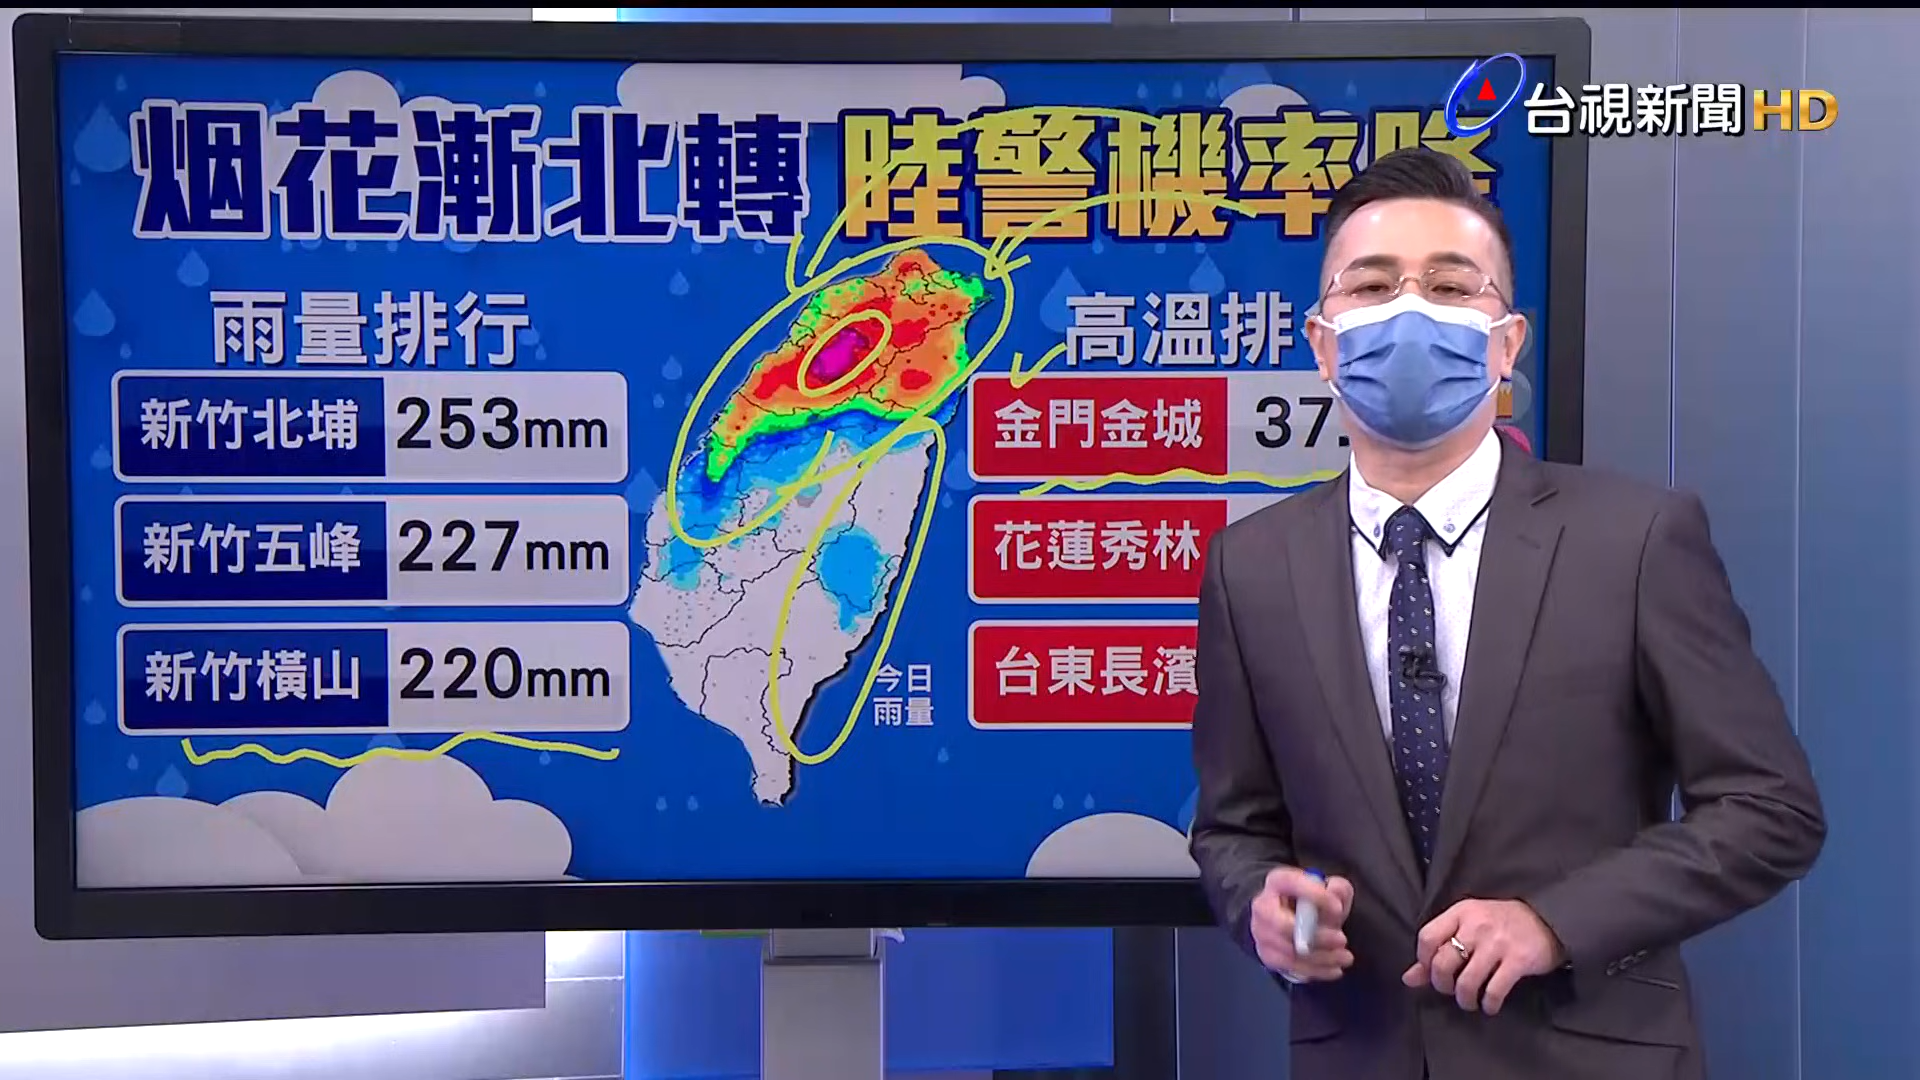 台視新聞HD
烟花漸北轉 陸警機率降
雨量排行
新竹北埔 253mm
新竹五峰 227mm
新竹橫山 220mm
今日
雨量
高溫排
金門金城 37.
花蓮秀林
台東長濱